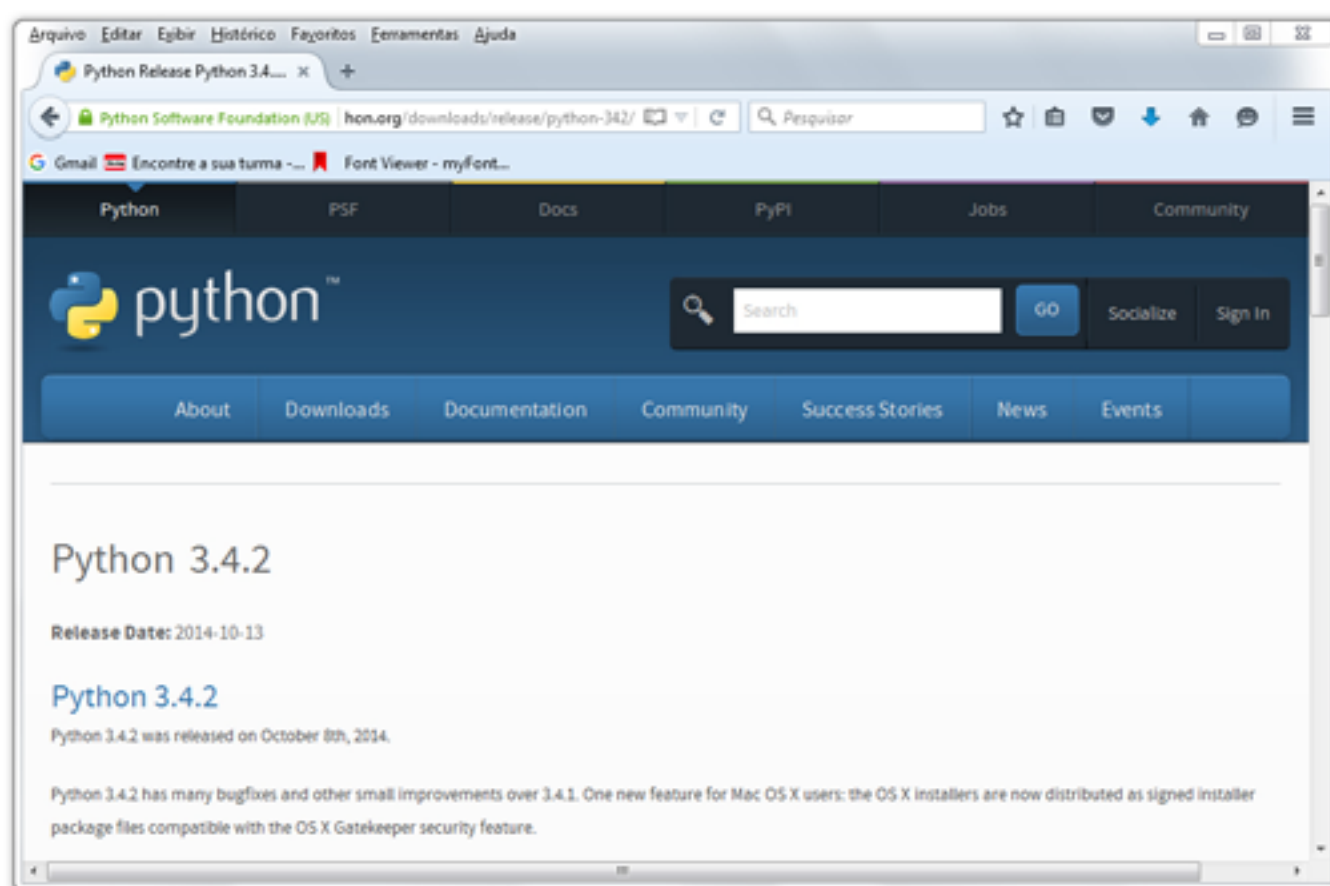 Arquivo Editar Exibir Histórico Favoritos Ferramentas Ajuda
Python Release Python 3.4.... × +
Python Software Foundation (US) hon.org/downloads/release/python-342/ Pesquisar
Gmail Encontre a sua turma -... Font Viewer - myFont...
Python PSF Docs PyPI Jobs Community
python™ Search GO Socialize Sign In
About Downloads Documentation Community Success Stories News Events
Python 3.4.2
Release Date: 2014-10-13
Python 3.4.2
Python 3.4.2 was released on October 8th, 2014.
Python 3.4.2 has many bugfixes and other small improvements over 3.4.1. One new feature for Mac OS X users: the OS X installers are now distributed as signed installer
package files compatible with the OS X Gatekeeper security feature.